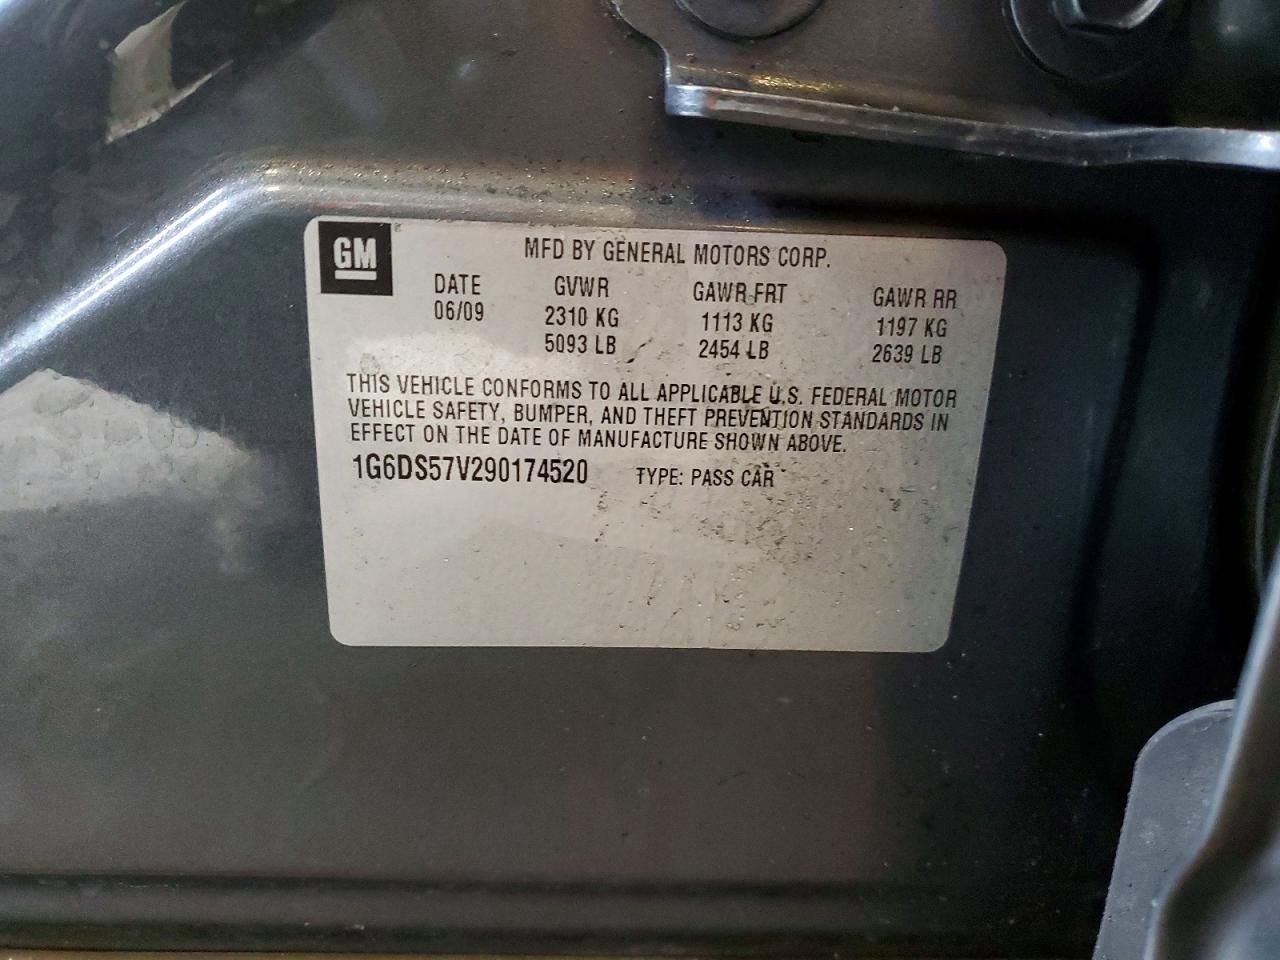 GM
MFD BY GENERAL MOTORS CORP.
DATE GVWR GAWR FRT GAWR RR
06/09 2310 KG 1113 KG 1197 KG
5093 LB 2454 LB 2639 LB
THIS VEHICLE CONFORMS TO ALL APPLICABLE U.S. FEDERAL MOTOR
VEHICLE SAFETY, BUMPER, AND THEFT PREVENTION STANDARDS IN
EFFECT ON THE DATE OF MANUFACTURE SHOWN ABOVE.
1G6DS57V290174520 TYPE: PASS CAR